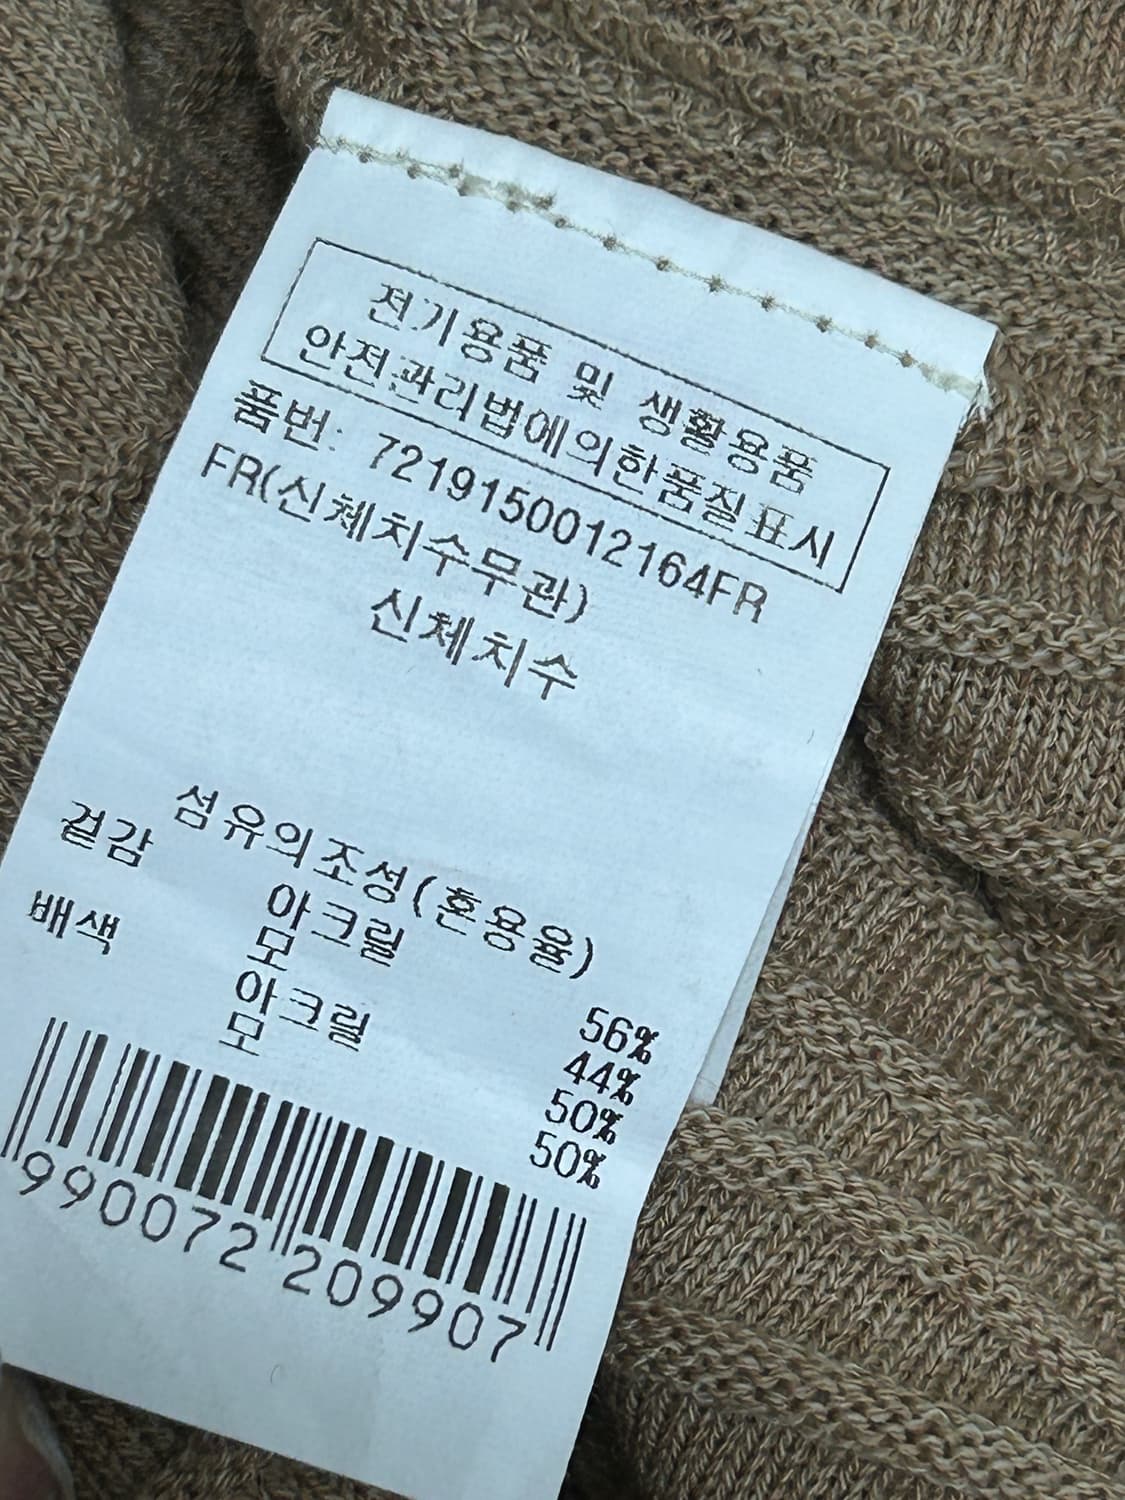 전기용품 및 생활용품
안전관리법에의한품질표시
품번: 7219150012164FR
FR(신체치수무관)
신체치수
섬유의조성(혼용율)
겉감 아크릴 56%
모 44%
배색 아크릴 50%
모 50%
990072 209907